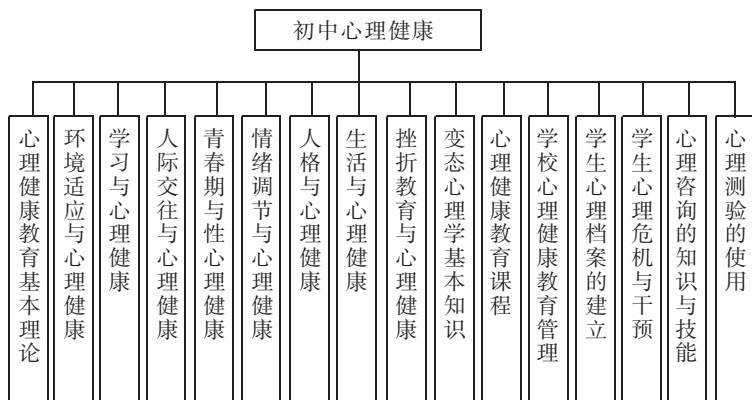 初中心理健康
心理健康教育基本理论
环境适应与心理健康
学习与心理健康
人际交往与心理健康
青春期与性心理健康
情绪调节与心理健康
人格与心理健康
生活与心理健康
挫折教育与心理健康
变态心理学基本知识
心理健康教育课程
学校心理健康教育管理
学生心理档案的建立
学生心理危机与干预
心理咨询的知识与技能
心理测验的使用